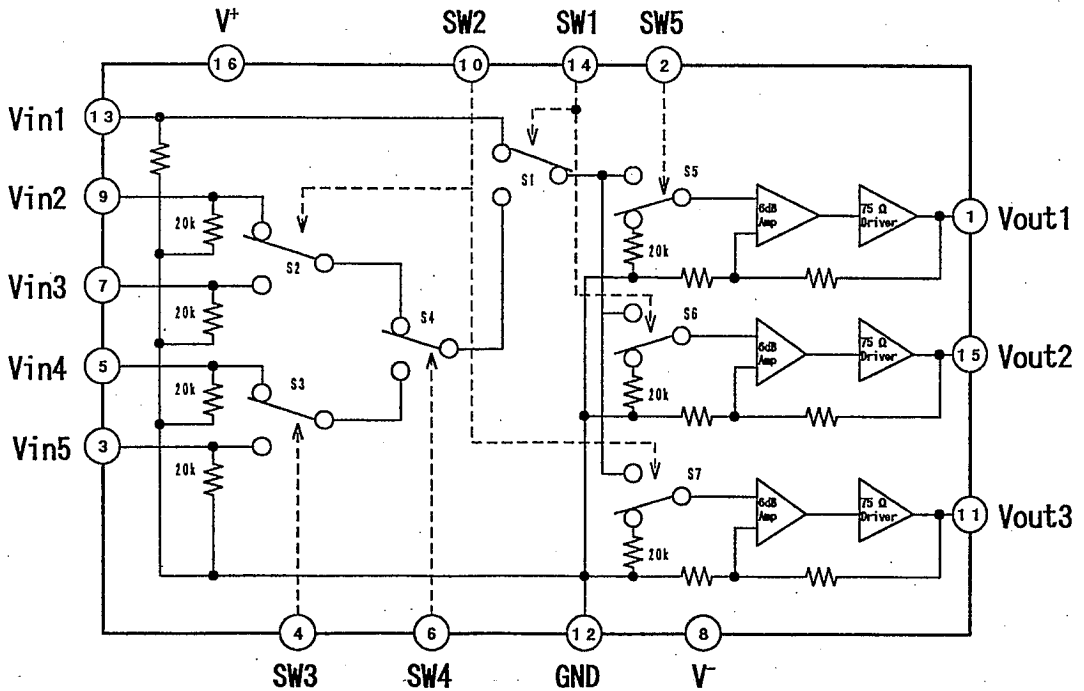 V⁺ SW2 SW1 SW5
16 10 14 2
Vin1 13
S1
Vin2 9
S5
20k
6dB
Amp
75 Ω
Driver
1 Vout1
S2
20k
Vin3 7
20k
S4
S6
6dB
Amp
75 Ω
Driver
15 Vout2
Vin4 5
20k
S3
20k
Vin5 3
20k
S7
6dB
Amp
75 Ω
Driver
11 Vout3
20k
4 6 12 8
SW3 SW4 GND V⁻